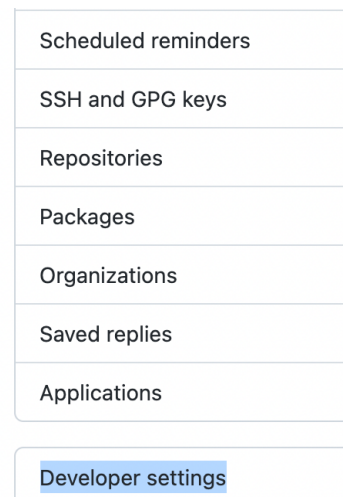 Scheduled reminders
SSH and GPG keys
Repositories
Packages
Organizations
Saved replies
Applications
Developer settings